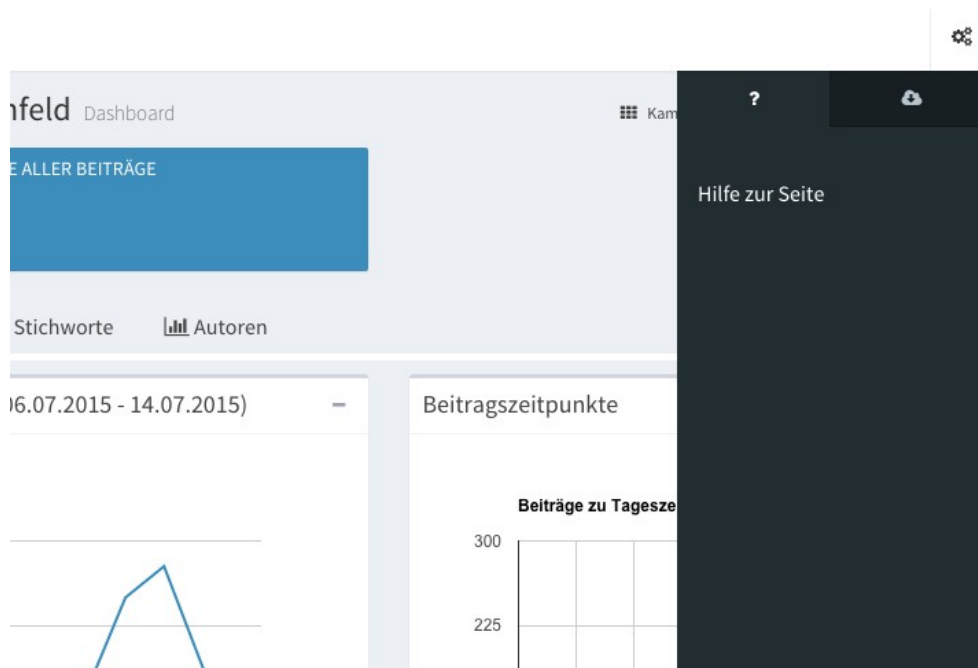 nfeld Dashboard
Kam
?
E ALLER BEITRÄGE
Hilfe zur Seite
Stichworte
Autoren
06.07.2015 - 14.07.2015)
Beitragszeitpunkte
Beiträge zu Tagesze
300
225